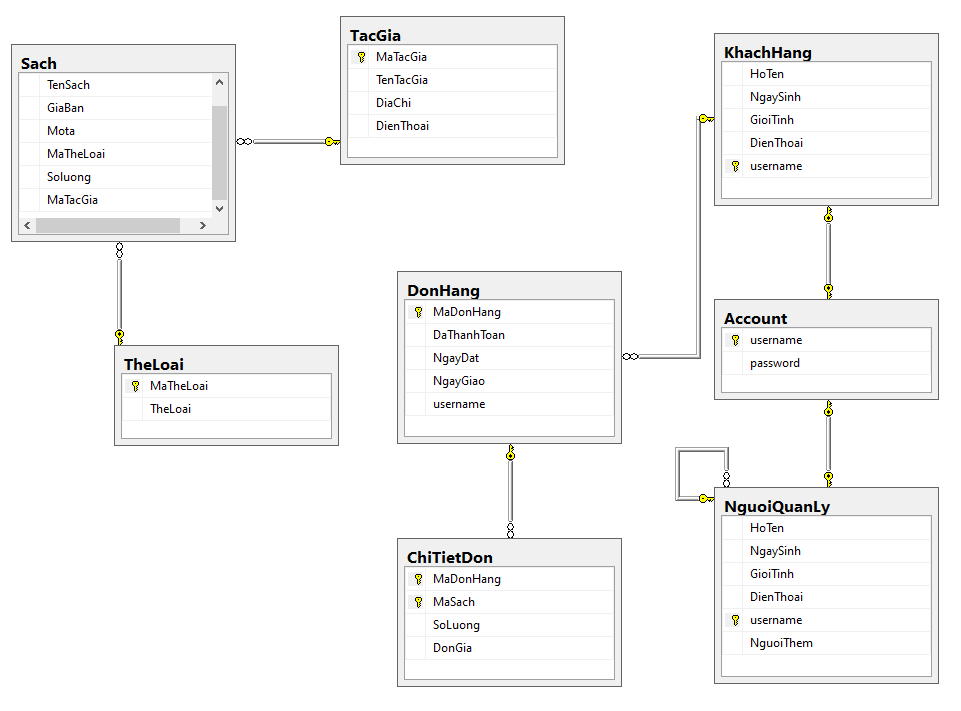 Sach
TenSach
GiaBan
Mota
MaTheLoai
Soluong
MaTacGia
TacGia
MaTacGia
TenTacGia
DiaChi
DienThoai
KhachHang
HoTen
NgaySinh
GioiTinh
DienThoai
username
DonHang
MaDonHang
DaThanhToan
NgayDat
NgayGiao
username
Account
username
password
TheLoai
MaTheLoai
TheLoai
NguoiQuanLy
HoTen
NgaySinh
GioiTinh
DienThoai
username
NguoiThem
ChiTietDon
MaDonHang
MaSach
SoLuong
DonGia